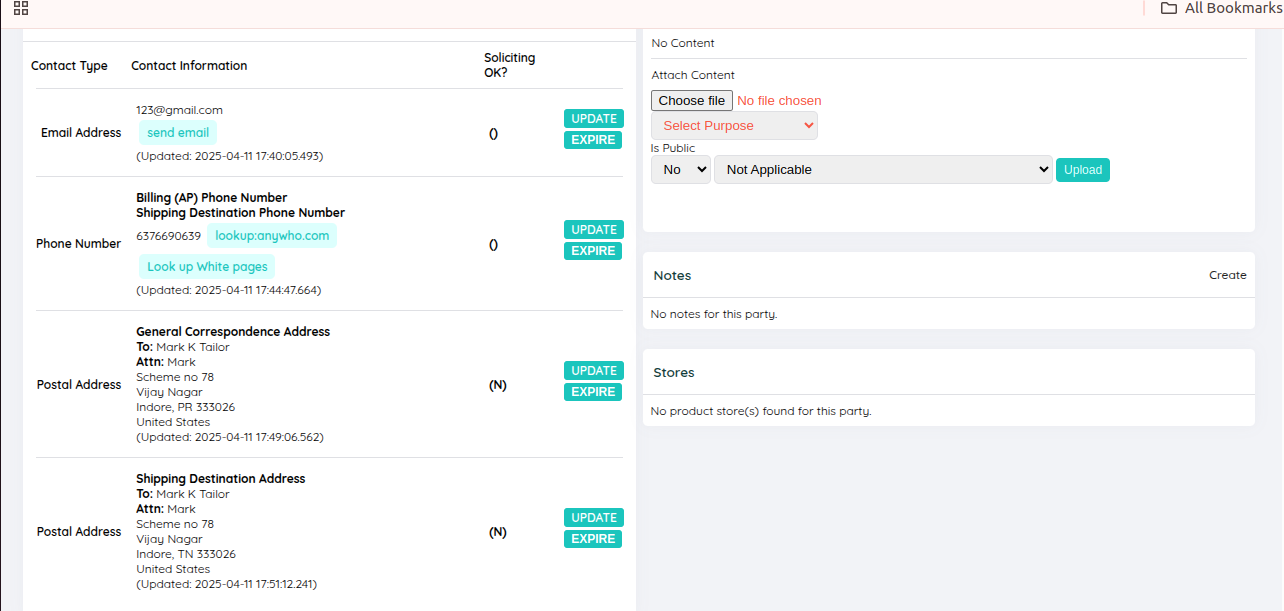 All Bookmarks
Contact Type Contact Information Soliciting OK?
Email Address
123@gmail.com
send email
(Updated: 2025-04-11 17:40:05.493)
()
UPDATE
EXPIRE
Phone Number
Billing (AP) Phone Number
Shipping Destination Phone Number
6376690639 lookup:anywho.com
Look up White pages
(Updated: 2025-04-11 17:44:47.664)
()
UPDATE
EXPIRE
Postal Address
General Correspondence Address
To: Mark K Tailor
Attn: Mark
Scheme no 78
Vijay Nagar
Indore, PR 333026
United States
(Updated: 2025-04-11 17:49:06.562)
(N)
UPDATE
EXPIRE
Postal Address
Shipping Destination Address
To: Mark K Tailor
Attn: Mark
Scheme no 78
Vijay Nagar
Indore, TN 333026
United States
(Updated: 2025-04-11 17:51:12.241)
(N)
UPDATE
EXPIRE
No Content
Attach Content
Choose file No file chosen
Select Purpose
Is Public
No Not Applicable Upload
Notes Create
No notes for this party.
Stores
No product store(s) found for this party.